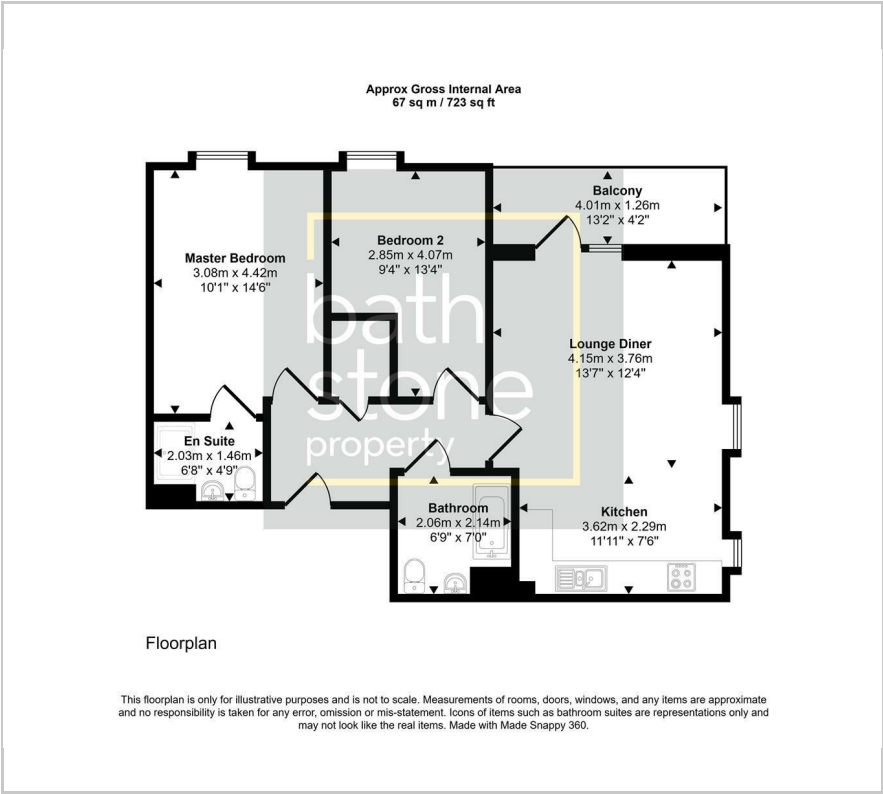 Approx Gross Internal Area
67 sq m / 723 sq ft
Balcony
4.01m x 1.26m
13'2" x 4'2"
Master Bedroom
3.08m x 4.42m
10'1" x 14'6"
Bedroom 2
2.85m x 4.07m
9'4" x 13'4"
Lounge Diner
4.15m x 3.76m
13'7" x 12'4"
bath
stone
property
En Suite
2.03m x 1.46m
6'8" x 4'9"
Bathroom
2.06m x 2.14m
6'9" x 7'0"
Kitchen
3.62m x 2.29m
11'11" x 7'6"
Floorplan
This floorplan is only for illustrative purposes and is not to scale. Measurements of rooms, doors, windows, and any items are approximate
and no responsibility is taken for any error, omission or mis-statement. Icons of items such as bathroom suites are representations only and
may not look like the real items. Made with Made Snappy 360.